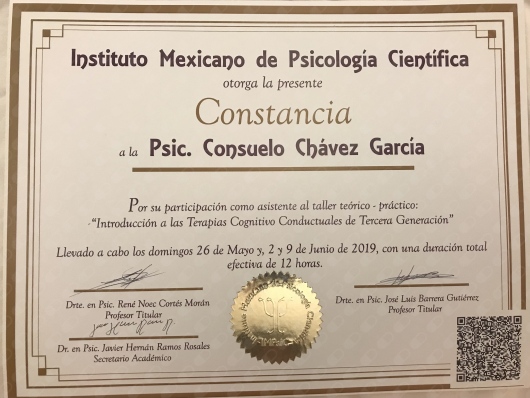 Instituto Mexicano de Psicología Científica
otorga la presente
Constancia
a la Psic. Consuelo Chávez García
Por su participación como asistente al taller teórico - práctico:
"Introducción a las Terapias Cognitivo Conductuales de Tercera Generación"
Llevado a cabo los domingos 26 de Mayo y, 2 y 9 de Junio de 2019, con una duración total
efectiva de 12 horas.
Drte. en Psic. René Noec Cortés Morán
Profesor Titular
Drte. en Psic. José Luis Barrera Gutiérrez
Profesor Titular
Dr. en Psic. Javier Hernán Ramos Rosales
Secretario Académico